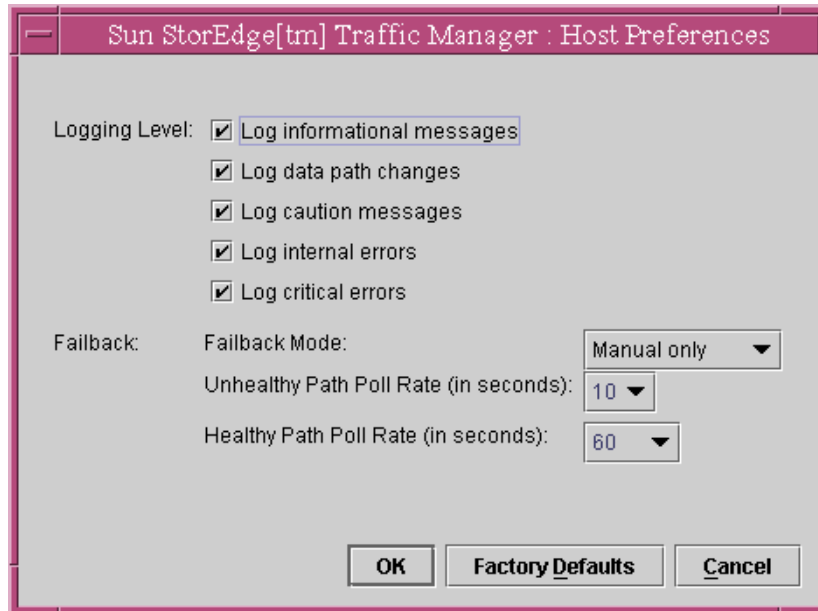 Sun StorEdge[tm] Traffic Manager : Host Preferences
Logging Level: Log informational messages
Log data path changes
Log caution messages
Log internal errors
Log critical errors
Failback: Failback Mode: Manual only
Unhealthy Path Poll Rate (in seconds): 10
Healthy Path Poll Rate (in seconds): 60
OK Factory Defaults Cancel